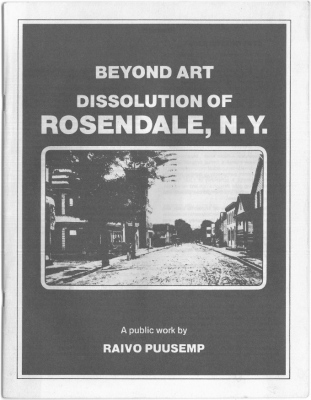 BEYOND ART
DISSOLUTION OF
ROSENDALE, N.Y.
A public work by
RAIVO PUUSEMP